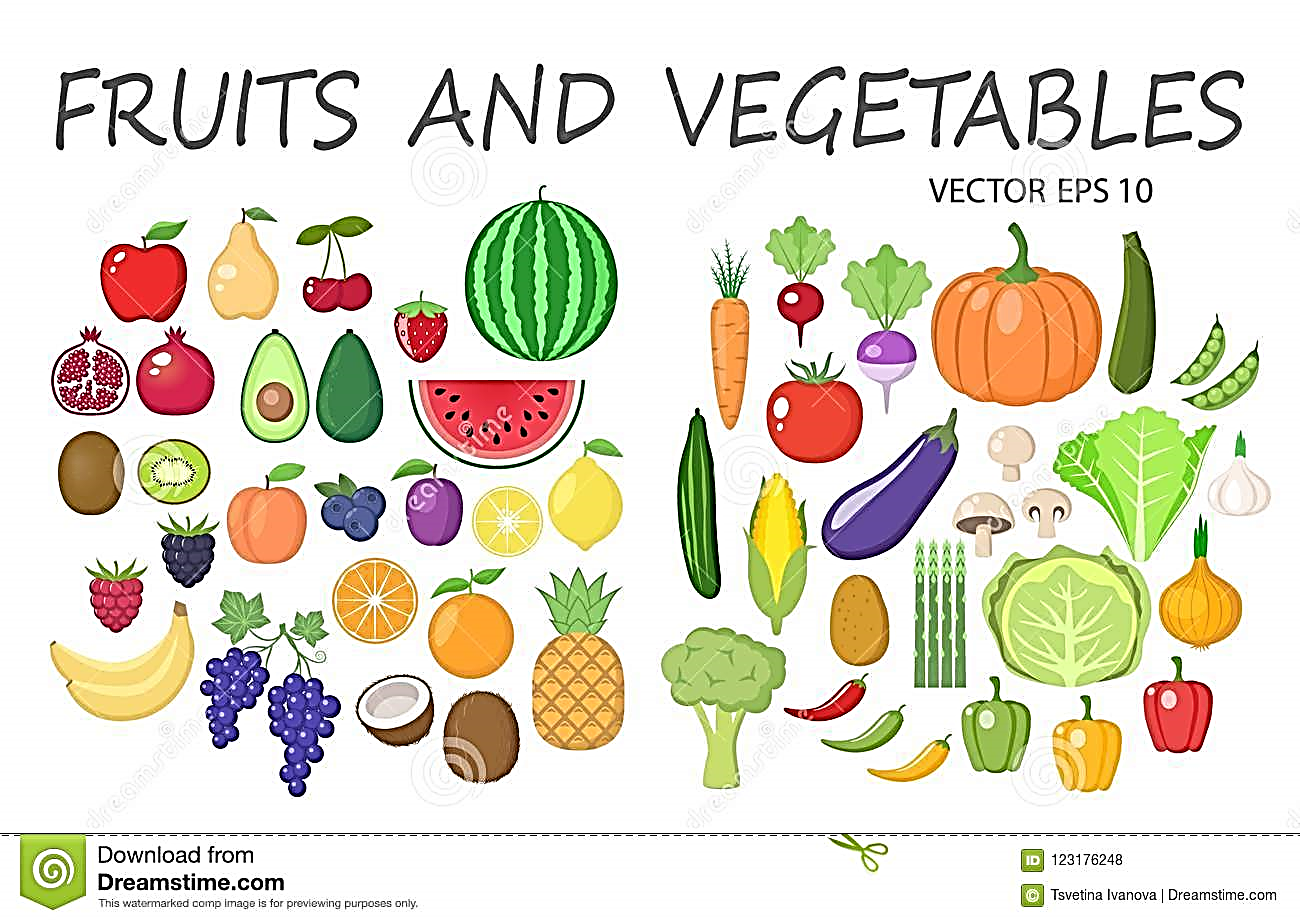 FRUITS AND VEGETABLES
VECTOR EPS 10
dreamstime
Download from
Dreamstime.com
This watermarked comp image is for previewing purposes only.
ID 123176248
© Tsvetina Ivanova | Dreamstime.com